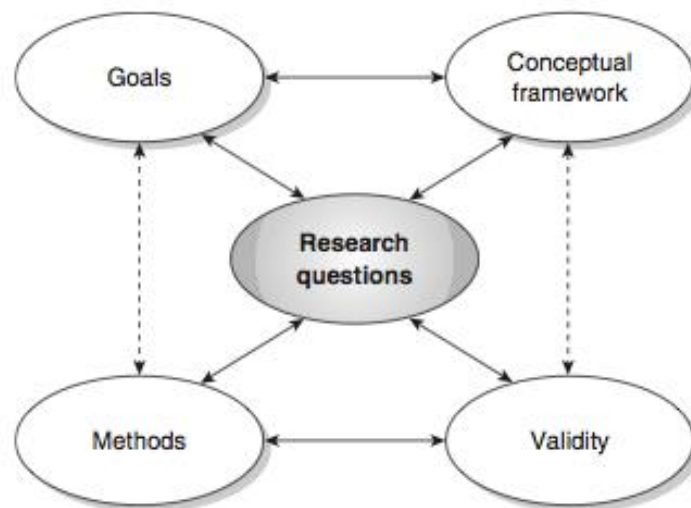 Goals
Conceptual
framework
Research
questions
Methods
Validity